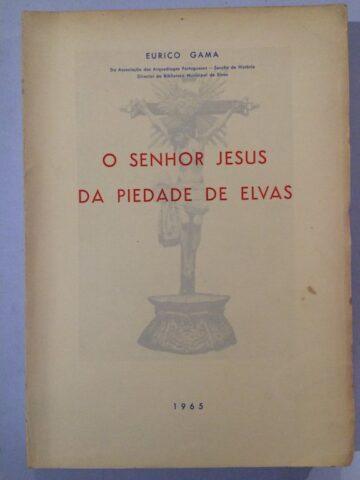 EURICO GAMA
Da Associação dos Arqueólogos Portugueses — Secção de História
Director da Biblioteca Municipal de Elvas
O SENHOR JESUS
DA PIEDADE DE ELVAS
1965